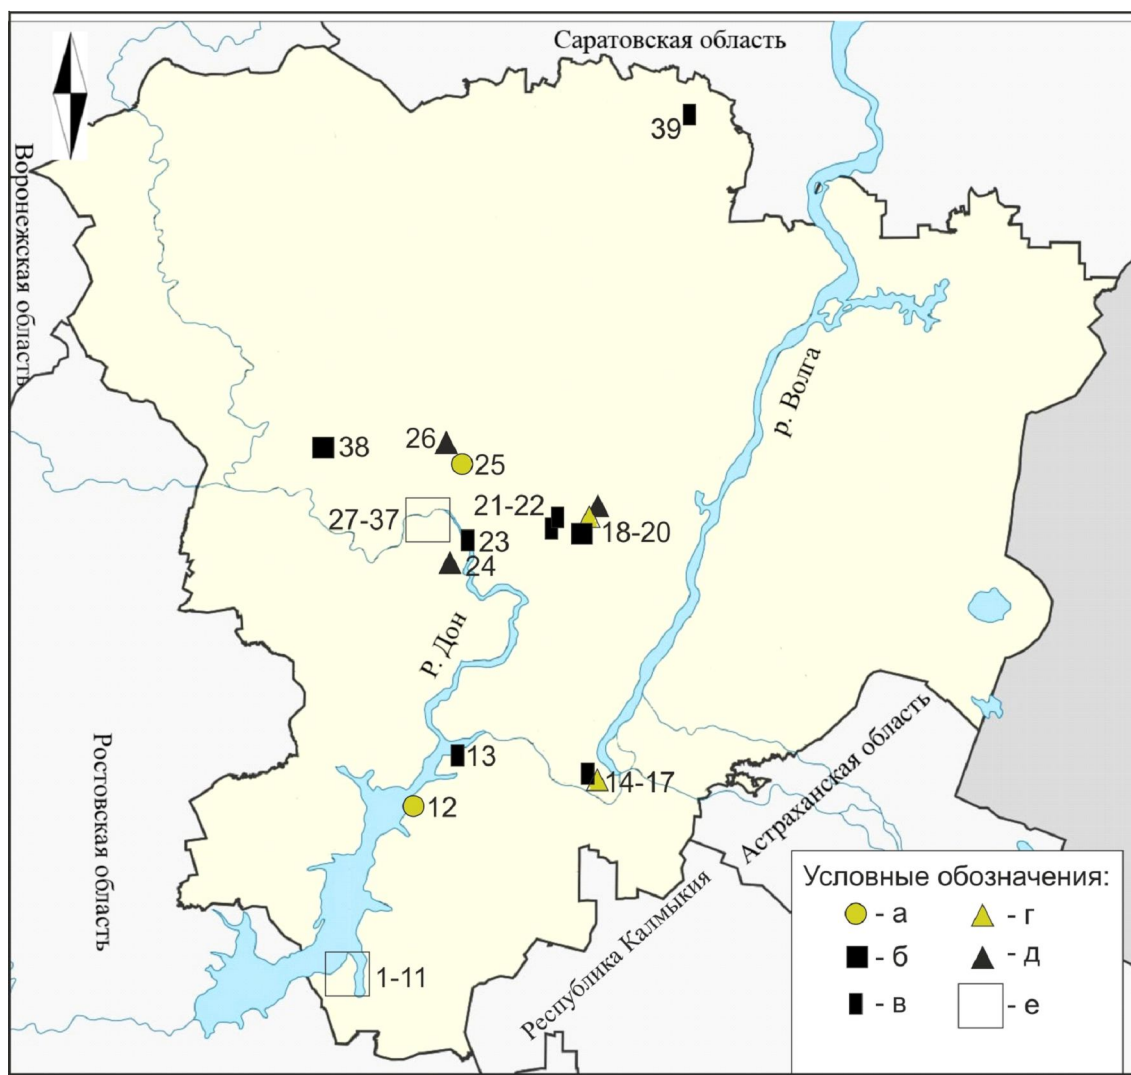 Саратовская область
39
Воронежская область
р. Волга
26
38
25
21-22
27-37
18-20
23
24
Р. Дон
Ростовская область
13
14-17
12
Астраханская область
Республика Калмыкия
1-11
Условные обозначения:
- а
- г
- б
- д
- в
- е